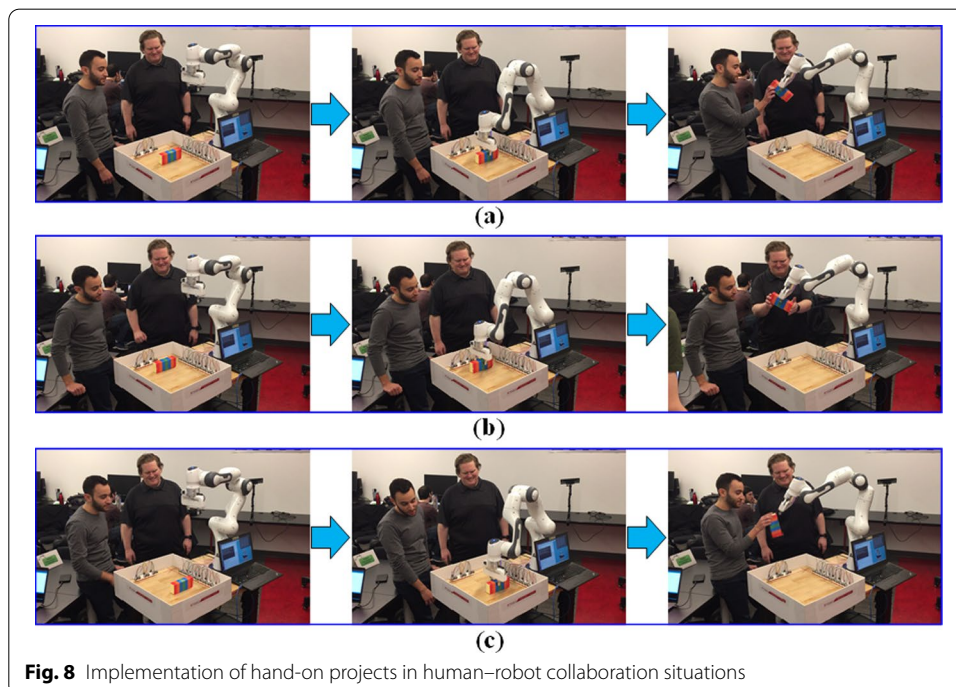 (a)
(b)
(c)
Fig. 8 Implementation of hand-on projects in human–robot collaboration situations